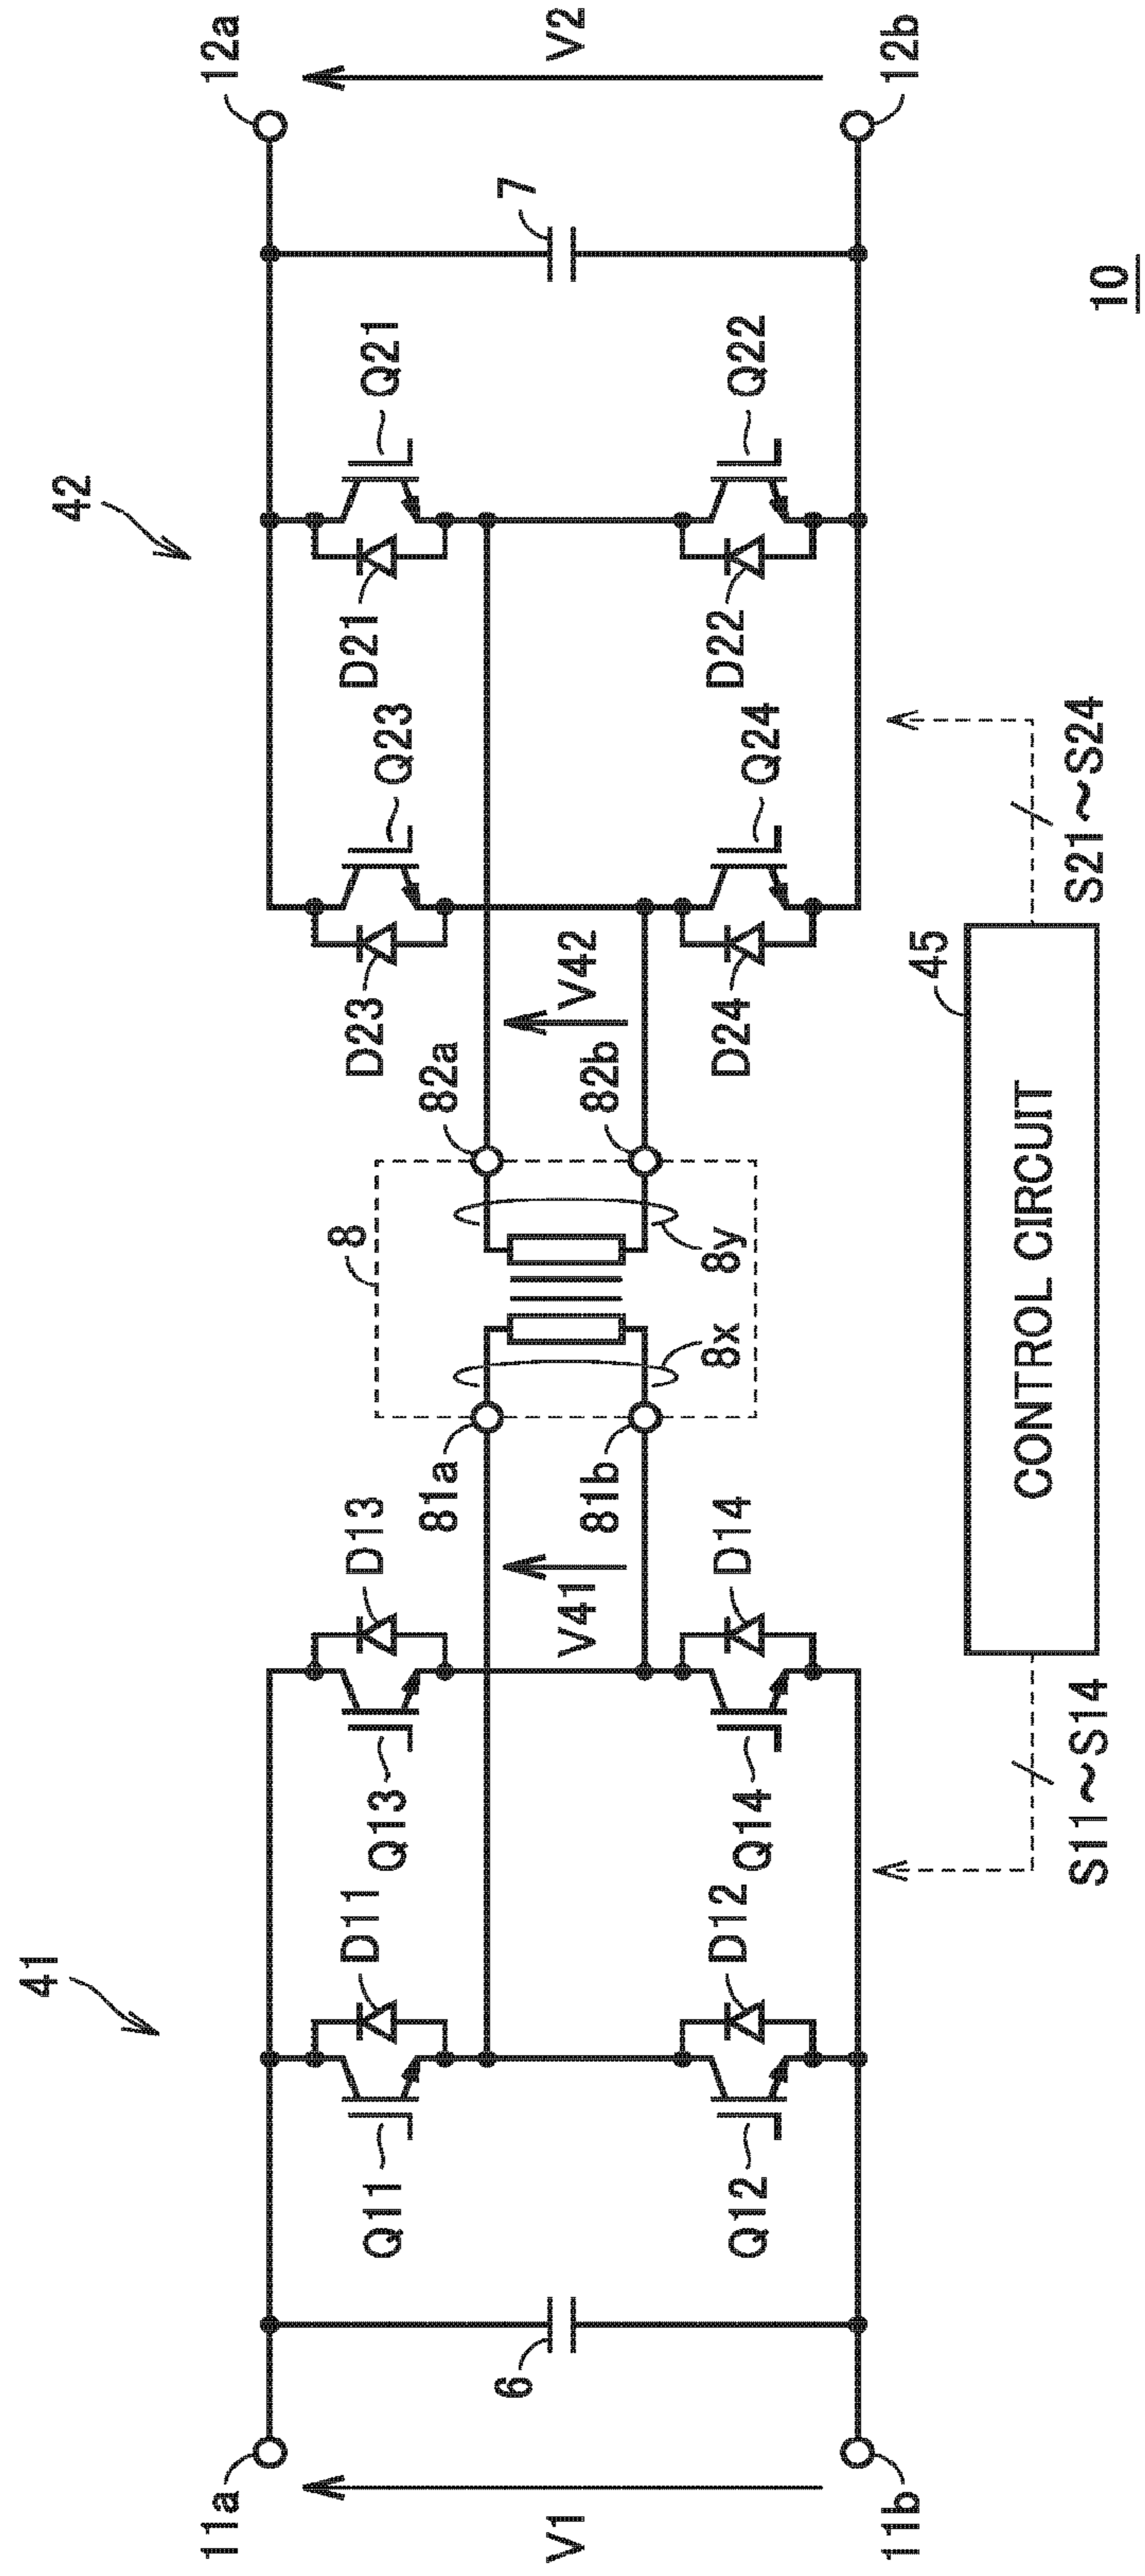 41
42
11a
12a
V1
V2
6
7
Q11
D11
Q13
D13
D23
Q23
D21
Q21
8
81a
82a
V41
V42
81b
82b
8x
8y
Q12
D12
Q14
D14
D24
Q24
D22
Q22
11b
12b
45
CONTROL CIRCUIT
S11~S14
S21~S24
10